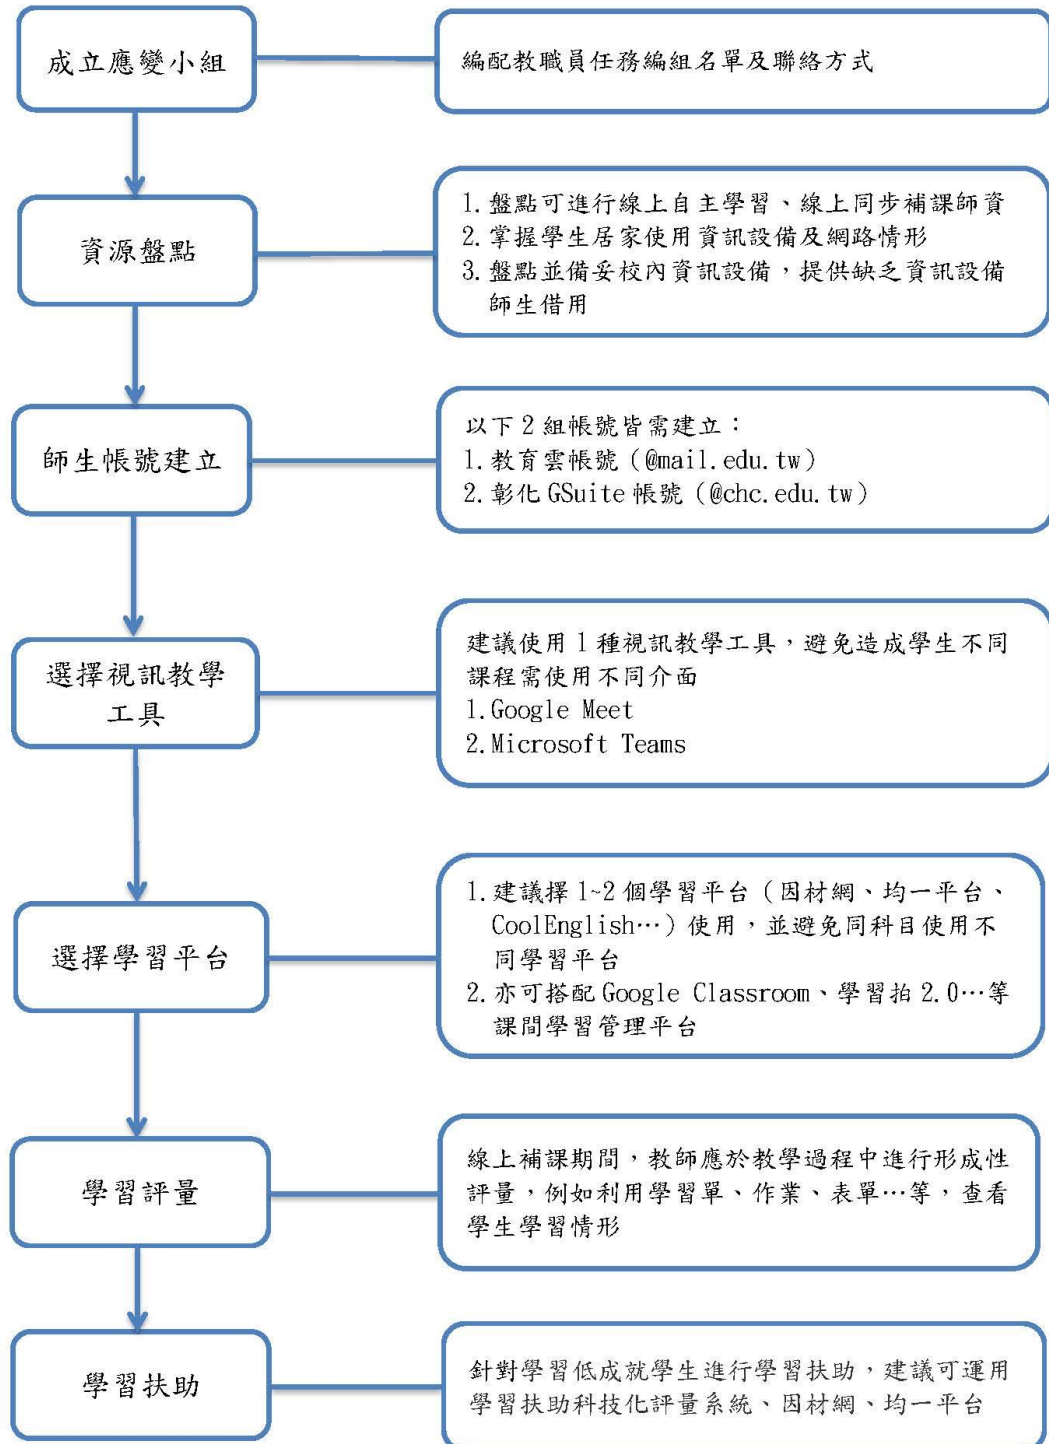 成立應變小組
編配教職員任務編組名單及聯絡方式
資源盤點
1.盤點可進行線上自主學習、線上同步補課師資
2.掌握學生居家使用資訊設備及網路情形
3.盤點並備妥校內資訊設備，提供缺乏資訊設備
師生借用
師生帳號建立
以下2組帳號皆需建立：
1.教育雲帳號（@mail.edu.tw）
2.彰化GSuite帳號（@chc.edu.tw）
選擇視訊教學
工具
建議使用1種視訊教學工具，避免造成學生不同
課程需使用不同介面
1.Google Meet
2.Microsoft Teams
選擇學習平台
1.建議擇1~2個學習平台（因材網、均一平台、
CoolEnglish…）使用，並避免同科目使用不
同學習平台
2.亦可搭配Google Classroom、學習拍2.0…等
課間學習管理平台
學習評量
線上補課期間，教師應於教學過程中進行形成性
評量，例如利用學習單、作業、表單…等，查看
學生學習情形
學習扶助
針對學習低成就學生進行學習扶助，建議可運用
學習扶助科技化評量系統、因材網、均一平台